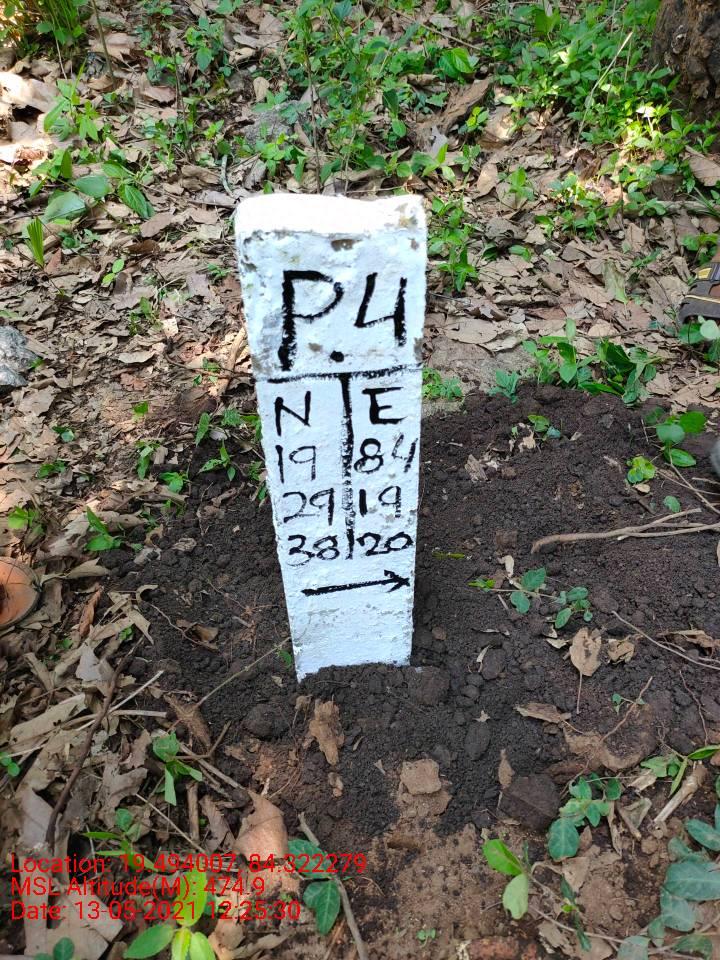 P.4
N E
19 84
29 19
38 20
Location: 19.494007, 84.322279
MSL Altitude(M): 474.9
Date: 13-05-2021 12:25:30